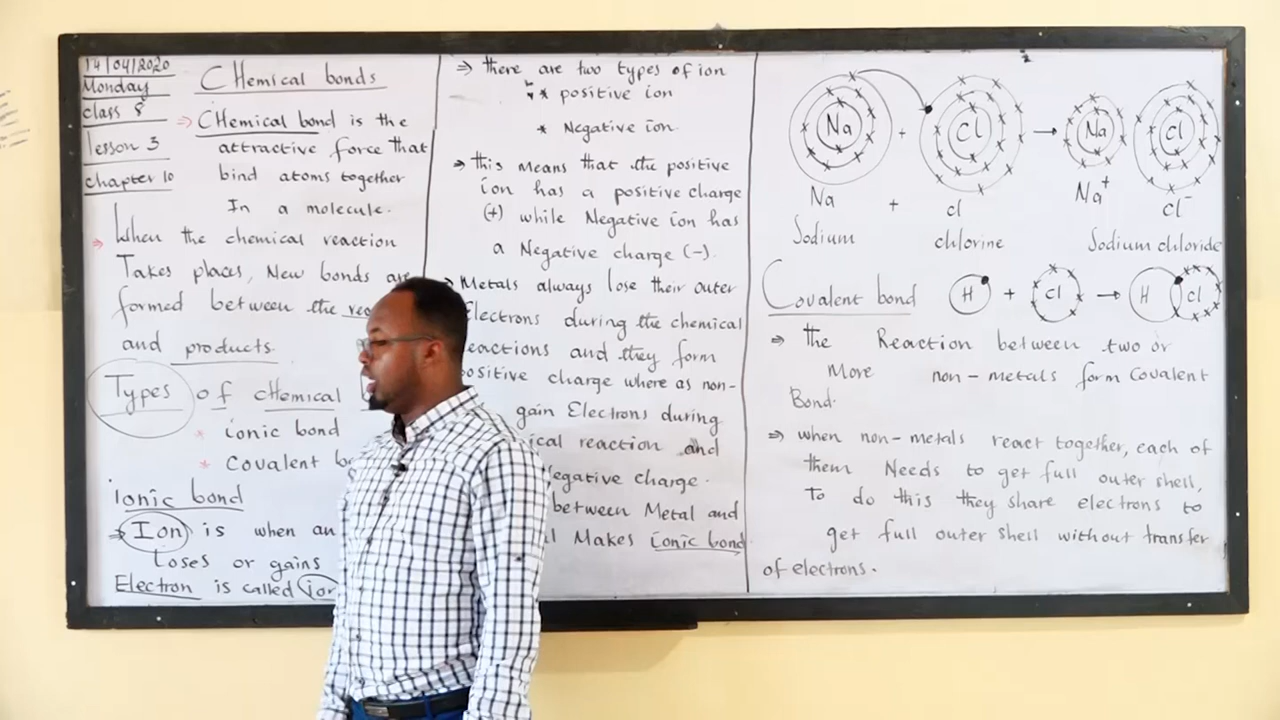 14/04/2020
Monday
class 8
lesson 3
chapter 10
CHemical bonds
⇒ CHemical bond is the
attractive force that
bind atoms together
In a molecule.
⇒ When the chemical reaction
Takes places, New bonds are
formed between the
and products.
Types of cHemical
* ionic bond
* Covalent
ionic bond
⇒ Ion is when an
Loses or gains
Electron is called ion
⇒ there are two types of ion
* positive ion
* Negative ion.
⇒ this means that the positive
ion has a positive charge
(+) while Negative ion has
a Negative charge (-).
⇒ Metals always lose their outer
Electrons during the chemical
reactions and they form
positive charge where as non-
gain Electrons during
reaction and
Negative charge.
between Metal and
Makes ionic bond.
Na + Cl → Na Cl
Na + cl Na⁺ cl⁻
Sodium chlorine Sodium chloride
Covalent bond H + Cl → H Cl
⇒ the Reaction between two or
More non-metals form Covalent
Bond.
⇒ when non-metals react together, each of
them Needs to get full outer shell,
To do this they share electrons to
get full outer shell without transfer
of electrons.